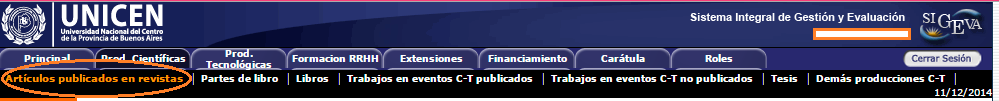 UNICEN
Universidad Nacional del Centro
de la Provincia de Buenos Aires
Sistema Integral de Gestión y Evaluación
SIGEVA
Principal Prod. Científicas Prod. Tecnológicas Formacion RRHH Extensiones Financiamiento Carátula Roles Cerrar Sesión
Artículos publicados en revistas Partes de libro Libros Trabajos en eventos C-T publicados Trabajos en eventos C-T no publicados Tesis Demás producciones C-T
11/12/2014